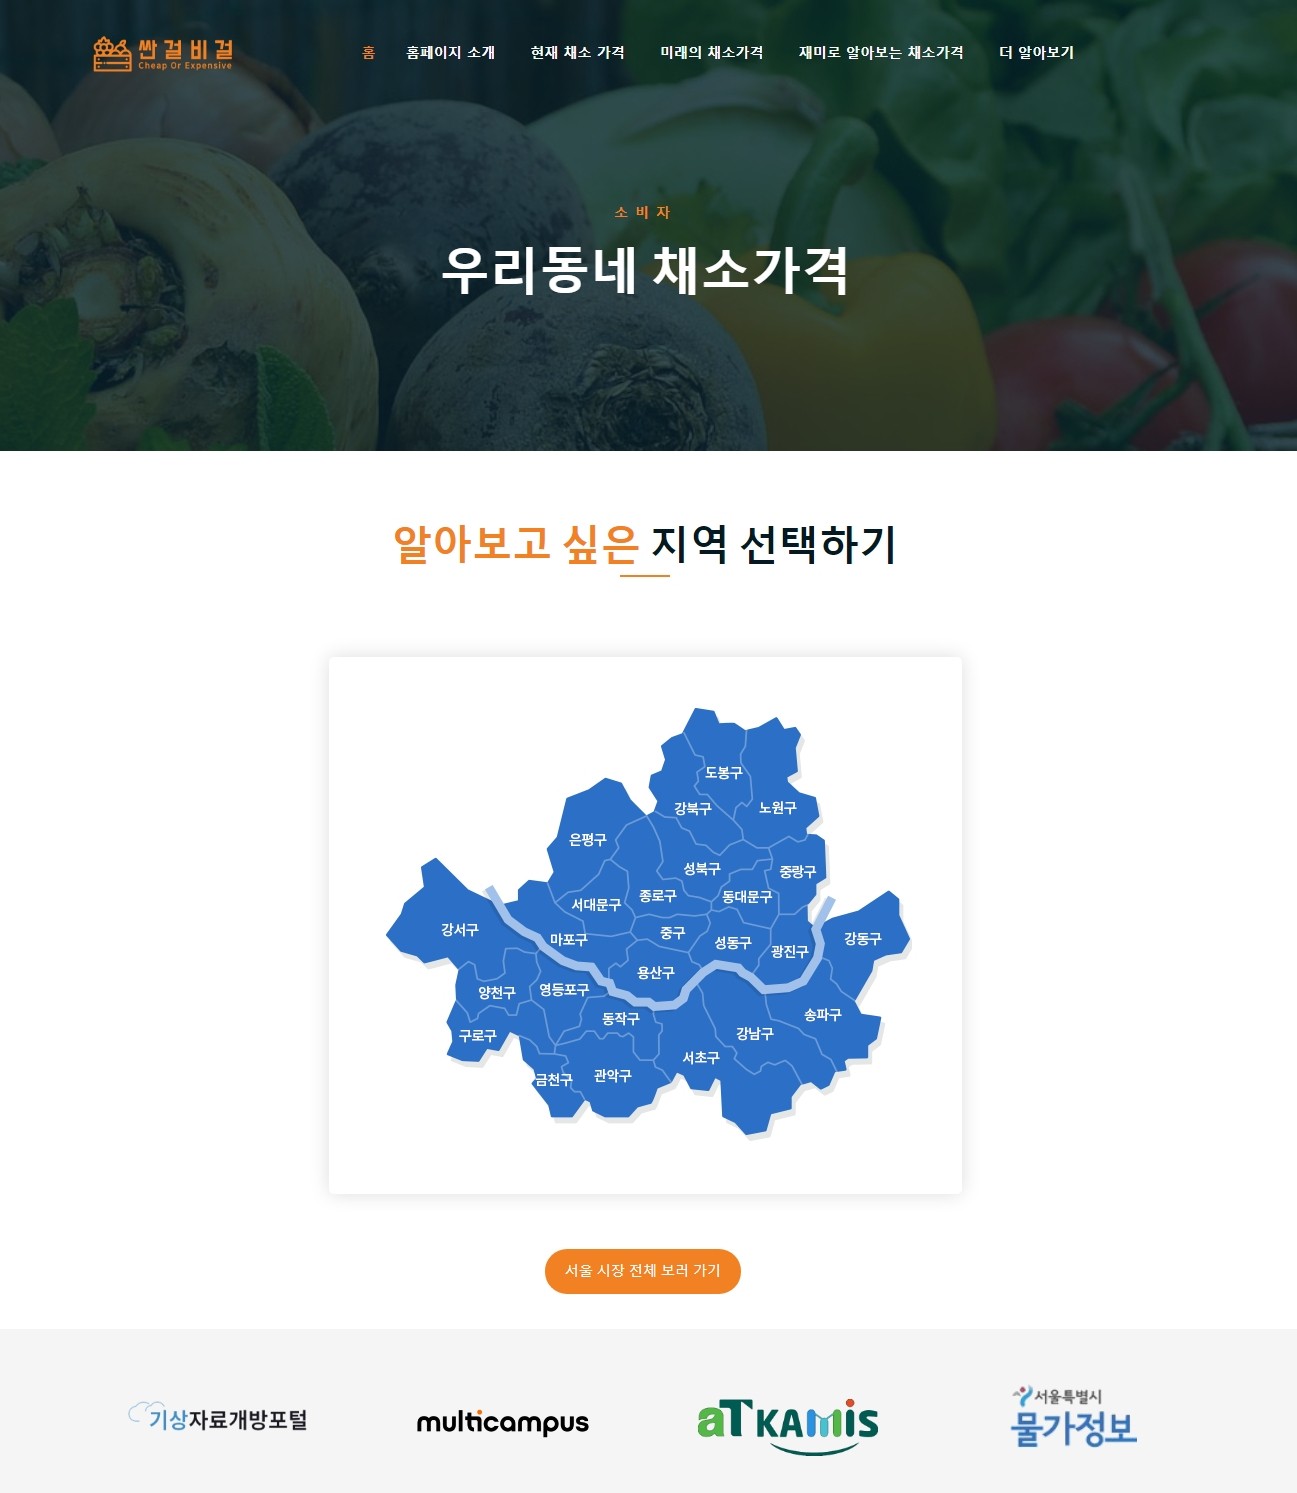 싼걸비걸
Cheap Or Expensive
홈 홈페이지 소개 현재 채소 가격 미래의 채소가격 재미로 알아보는 채소가격 더 알아보기
소비자
우리동네 채소가격
알아보고 싶은 지역 선택하기
도봉구
강북구
노원구
은평구
성북구
중랑구
서대문구
종로구
동대문구
강서구
마포구
중구
성동구
광진구
강동구
용산구
양천구
영등포구
동작구
송파구
구로구
강남구
서초구
금천구
관악구
서울 시장 전체 보러 가기
기상자료개방포털
multicampus
aT KAMIS
서울특별시
물가정보